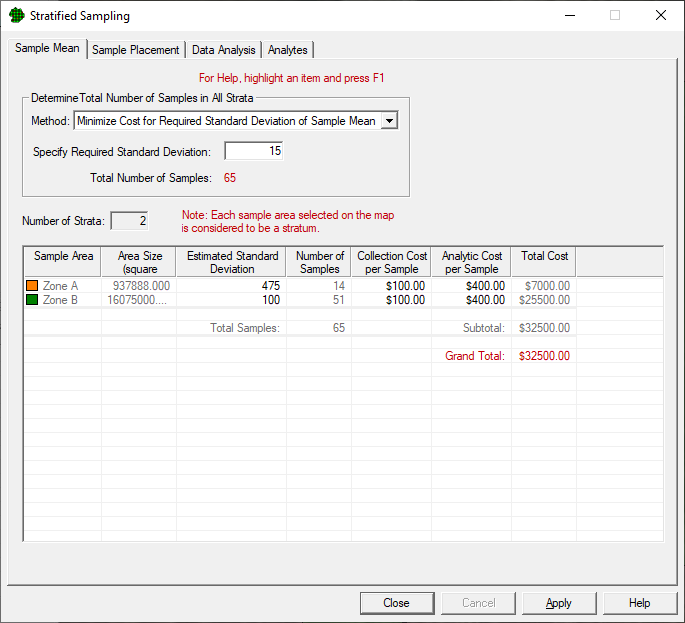 Stratified Sampling
Sample Mean Sample Placement Data Analysis Analytes
For Help, highlight an item and press F1
Determine Total Number of Samples in All Strata
Method: Minimize Cost for Required Standard Deviation of Sample Mean
Specify Required Standard Deviation: 15
Total Number of Samples: 65
Number of Strata: 2
Note: Each sample area selected on the map
is considered to be a stratum.
Sample Area Area Size Estimated Standard Number of Collection Cost Analytic Cost Total Cost
(square Deviation Samples per Sample per Sample
Zone A 937888.000 475 14 $100.00 $400.00 $7000.00
Zone B 16075000.... 100 51 $100.00 $400.00 $25500.00
Total Samples: 65 Subtotal: $32500.00
Grand Total: $32500.00
Close Cancel Apply Help